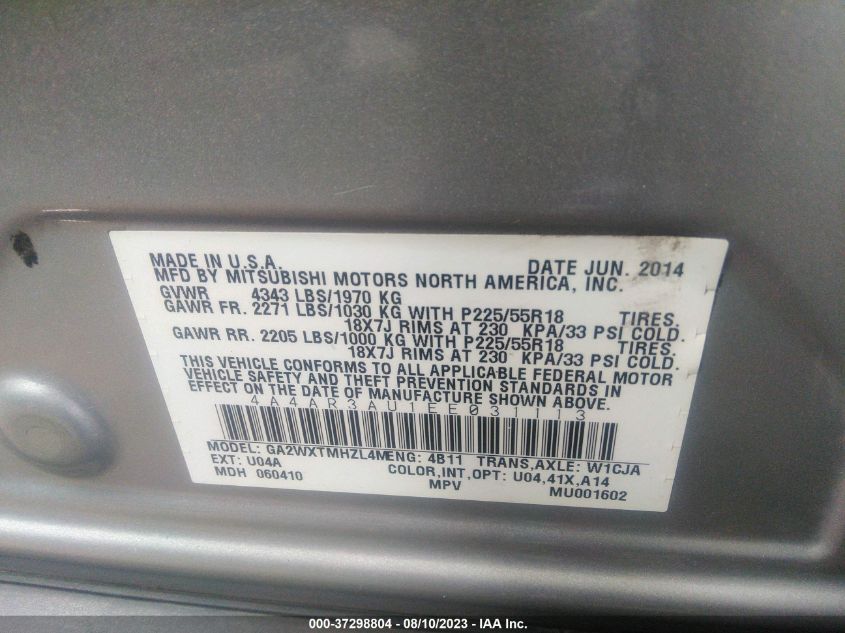 MADE IN U.S.A. DATE JUN. 2014
MFD BY MITSUBISHI MOTORS NORTH AMERICA, INC.
GVWR 4343 LBS/1970 KG
GAWR FR. 2271 LBS/1030 KG WITH P225/55R18 TIRES.
18X7J RIMS AT 230 KPA/33 PSI COLD.
GAWR RR. 2205 LBS/1000 KG WITH P225/55R18 TIRES.
18X7J RIMS AT 230 KPA/33 PSI COLD.
THIS VEHICLE CONFORMS TO ALL APPLICABLE FEDERAL MOTOR
VEHICLE SAFETY AND THEFT PREVENTION STANDARDS IN
EFFECT ON THE DATE OF MANUFACTURE SHOWN ABOVE.
4A4AR3AU1EE031113
MODEL: GA2WXTMHZL4M ENG: 4B11 TRANS,AXLE: W1CJA
EXT: U04A COLOR,INT,OPT: U04,41X,A14
MDH 060410 MPV MU001602
000-37298804 — 08/10/2023 — IAA Inc.